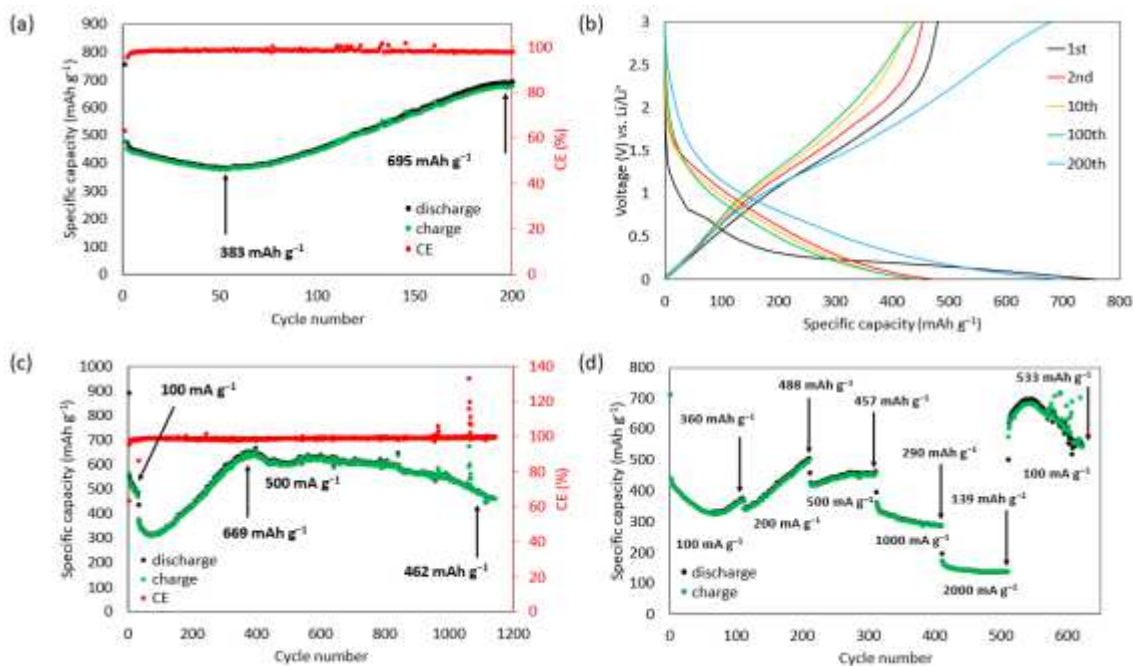 (a)
900
800
700
600
500
400
300
200
100
0
Specific capacity (mAh g⁻¹)
0
50
100
150
200
Cycle number
100
80
60
40
20
0
CE (%)
695 mAh g⁻¹
383 mAh g⁻¹
discharge
charge
CE
(b)
3
2.5
2
1.5
1
0.5
0
Voltage (V) vs. Li/Li⁺
0
100
200
300
400
500
600
700
800
Specific capacity (mAh g⁻¹)
1st
2nd
10th
100th
200th
(c)
1000
900
800
700
600
500
400
300
200
100
0
Specific capacity (mAh g⁻¹)
0
200
400
600
800
1000
1200
Cycle number
140
120
100
80
60
40
20
0
CE (%)
100 mA g⁻¹
500 mA g⁻¹
669 mAh g⁻¹
462 mAh g⁻¹
discharge
charge
CE
(d)
800
700
600
500
400
300
200
100
0
Specific capacity (mAh g⁻¹)
0
100
200
300
400
500
600
Cycle number
488 mAh g⁻¹
533 mAh g⁻¹
360 mAh g⁻¹
457 mAh g⁻¹
290 mAh g⁻¹
139 mAh g⁻¹
100 mA g⁻¹
500 mA g⁻¹
200 mA g⁻¹
100 mA g⁻¹
1000 mA g⁻¹
2000 mA g⁻¹
discharge
charge